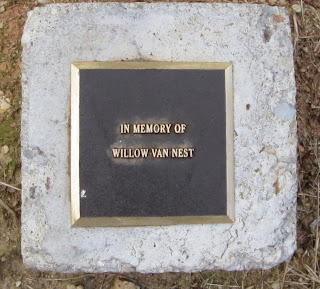 IN MEMORY OF
WILLOW VAN NEST